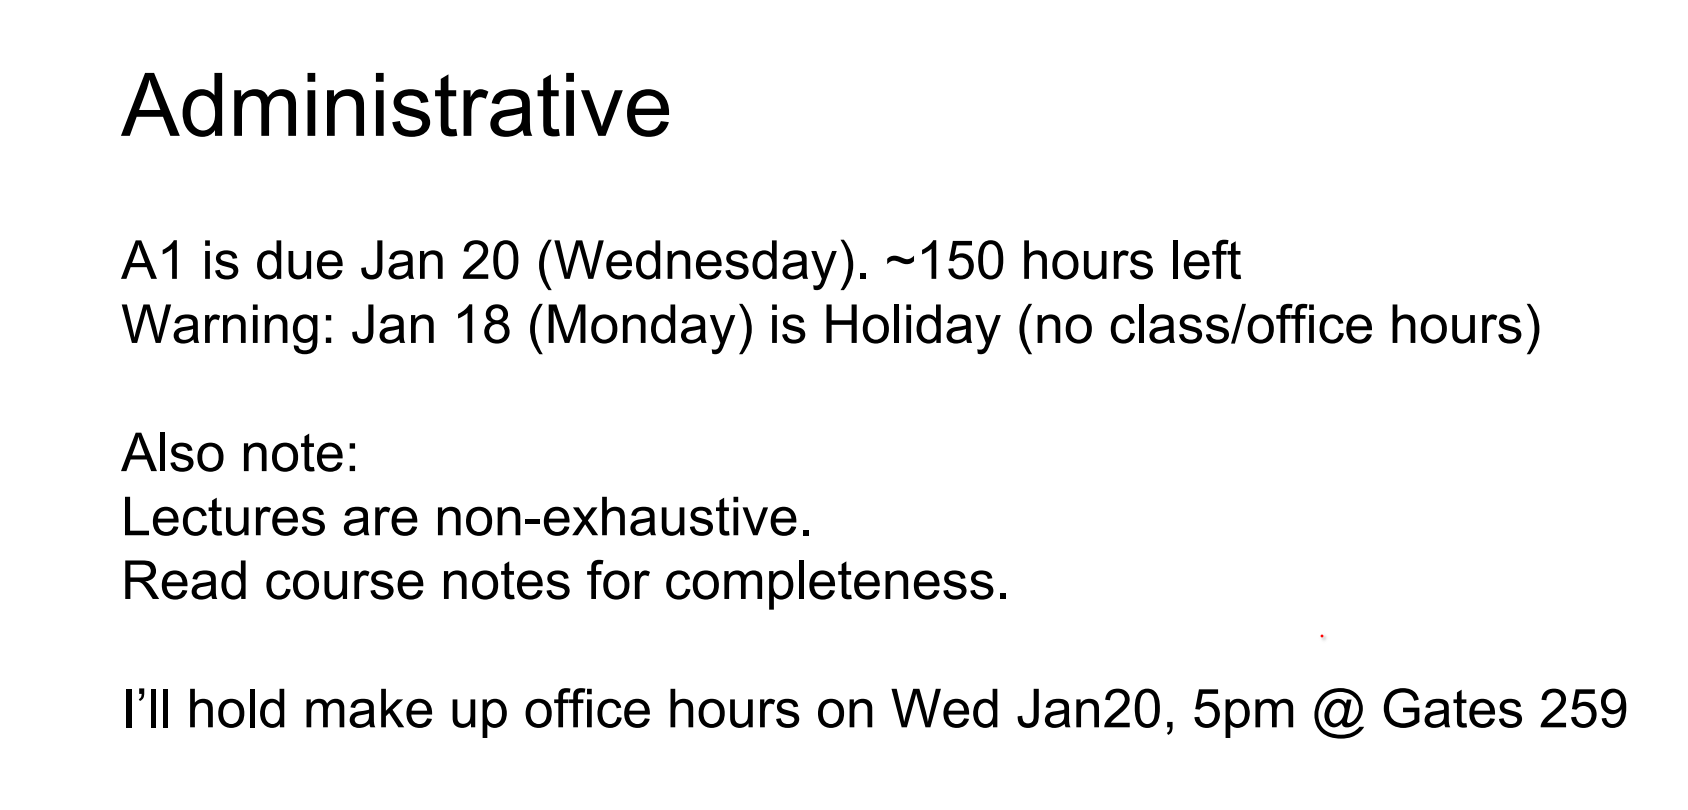 Administrative
A1 is due Jan 20 (Wednesday). ~150 hours left
Warning: Jan 18 (Monday) is Holiday (no class/office hours)
Also note:
Lectures are non-exhaustive.
Read course notes for completeness.
I’ll hold make up office hours on Wed Jan20, 5pm @ Gates 259